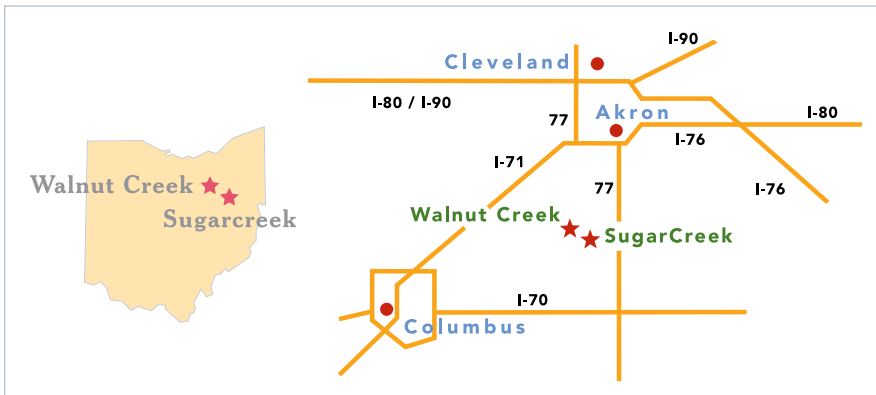 Walnut Creek
Sugarcreek
I-90
Cleveland
I-80 / I-90
77
Akron
I-80
I-76
I-71
77
I-76
Walnut Creek
SugarCreek
I-70
Columbus